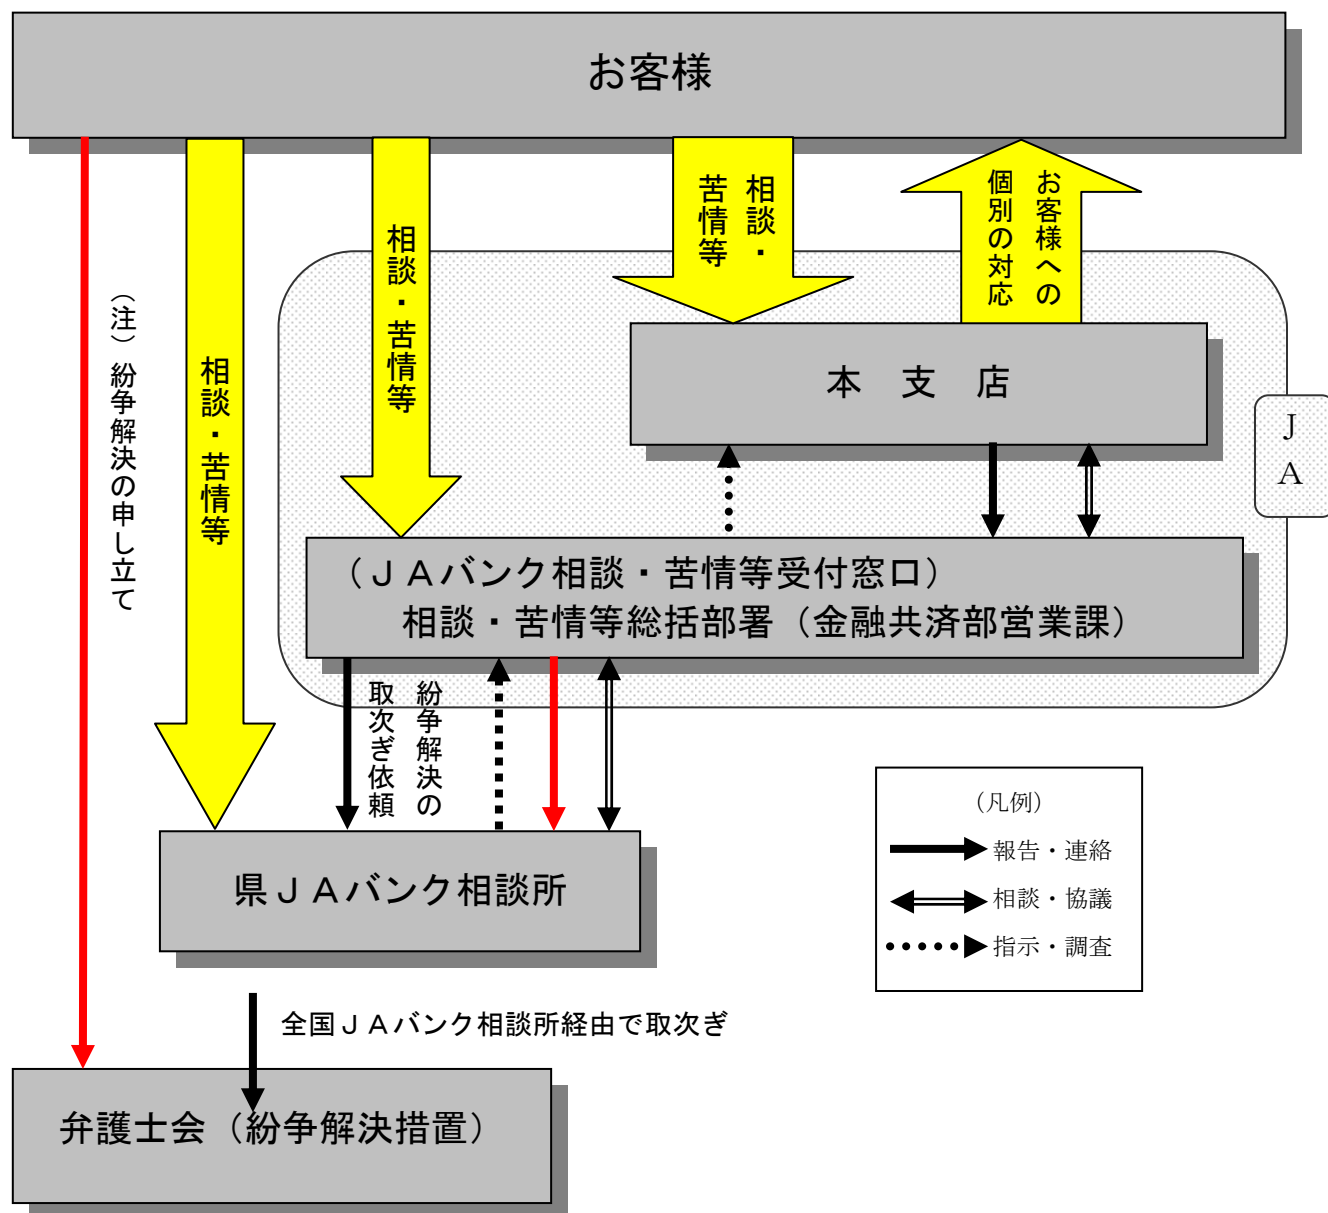 お客様
（注）紛争解決の申し立て
相談・苦情等
相談・苦情等
相談・
苦情等
お客様への
個別の対応
本　支　店
Ｊ
Ａ
（ＪＡバンク相談・苦情等受付窓口）
相談・苦情等総括部署（金融共済部営業課）
紛争解決の
取次ぎ依頼
県ＪＡバンク相談所
（凡例）
報告・連絡
相談・協議
指示・調査
全国ＪＡバンク相談所経由で取次ぎ
弁護士会（紛争解決措置）